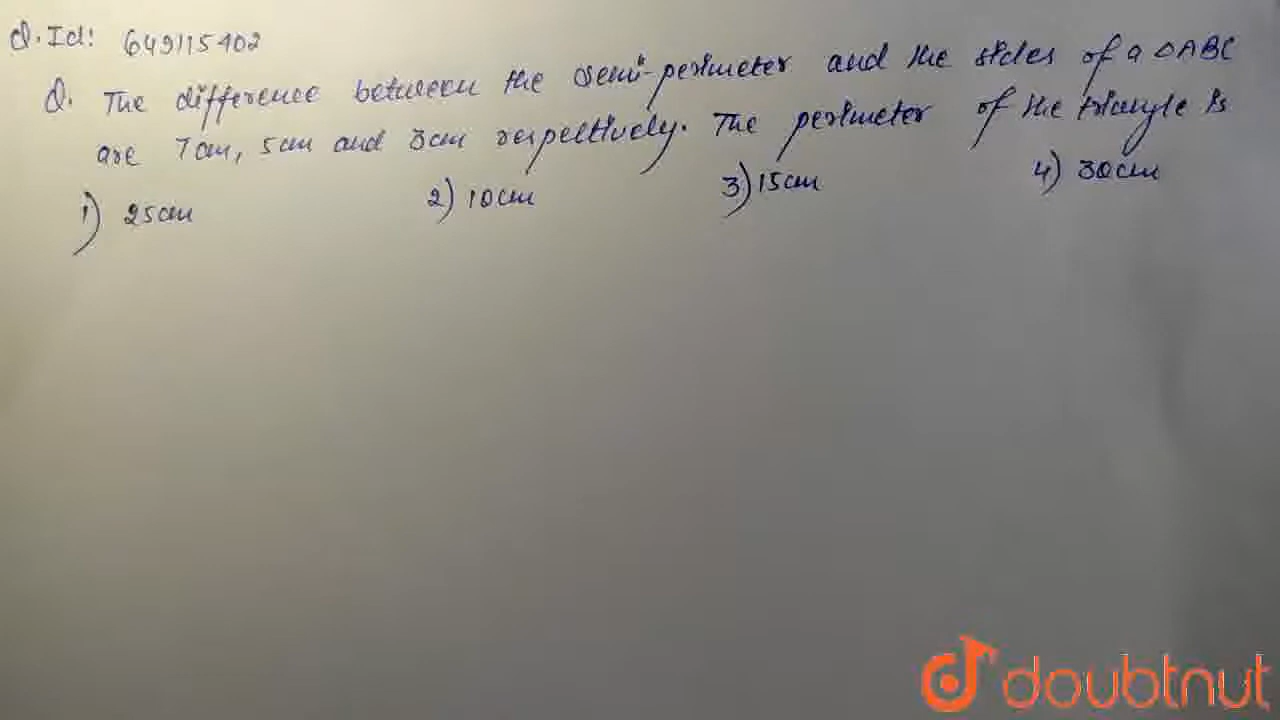 Q.Id: 649115402
Q. The difference between the semi-perimeter and the sides of a △ABC
are 7cm, 5cm and 3cm respectively. The perimeter of the triangle is
1) 25cm 2) 10cm 3) 15cm 4) 30cm
doubtnut